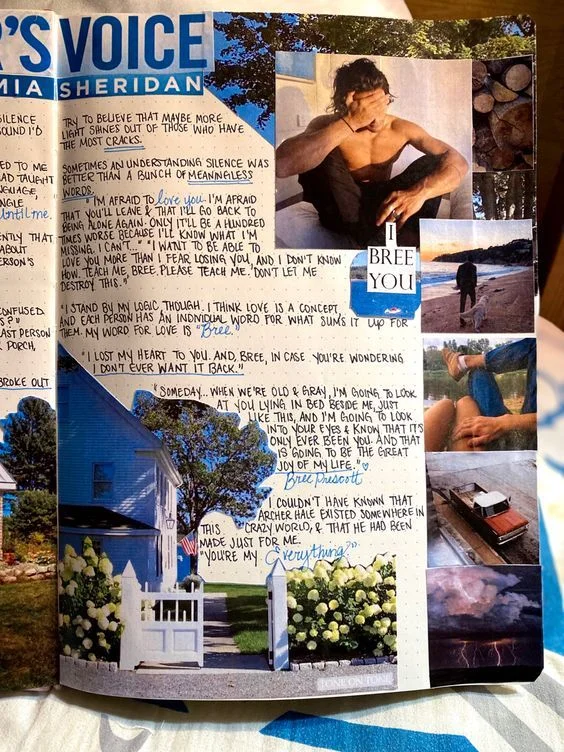 R'S VOICE
MIA SHERIDAN
SILENCE
SOUND I'D
ED TO ME
AD TAUGHT
NGUAGE,
NGLE
until me.
ENTLY THAT
ABOUT
ERSON'S
CONFUSED
S?"
LAST PERSON
PORCH,
BROKE OUT
TRY TO BELIEVE THAT MAYBE MORE
LIGHT SHINES OUT OF THOSE WHO HAVE
THE MOST CRACKS.
SOMETIMES AN UNDERSTANDING SILENCE WAS
BETTER THAN A BUNCH OF MEANINGLESS
WORDS.
"I'M AFRAID TO love you. I'M AFRAID
THAT YOU'LL LEAVE & THAT I'LL GO BACK TO
BEING ALONE AGAIN. ONLY IT'LL BE HUNDRED
TIMES WORSE BECAUSE I'LL KNOW WHAT I'M
MISSING. I CAN'T..." "I WANT TO BE ABLE TO
LOVE YOU MORE THAN I FEAR LOSING YOU, AND I DON'T KNOW
HOW. TEACH ME, BREE. PLEASE TEACH ME. DON'T LET ME
DESTROY THIS."
I
BREE
YOU
"I STAND BY MY LOGIC, THOUGH. I THINK LOVE IS A CONCEPT,
AND EACH PERSON HAS AN INDIVIDUAL WORD FOR WHAT SUMS IT UP FOR
THEM. MY WORD FOR LOVE IS "Bree."
"I LOST MY HEART TO YOU. AND, BREE, IN CASE YOU'RE WONDERING
I DON'T EVER WANT IT BACK."
"SOMEDAY... WHEN WE'RE OLD & GRAY, I'M GOING TO LOOK
AT YOU LYING IN BED BESIDE ME, JUST
LIKE THIS, AND I'M GOING TO LOOK
INTO YOUR EYES & KNOW THAT IT'S
ONLY EVER BEEN YOU. AND THAT
IS GOING TO BE THE GREAT
JOY OF MY LIFE."
Bree Prescott
I COULDN'T HAVE KNOWN THAT
ARCHER HALE EXISTED SOMEWHERE IN
THIS CRAZY WORLD, & THAT HE HAD BEEN
MADE JUST FOR ME.
"YOU'RE MY Everything?"
TONE ON TONE